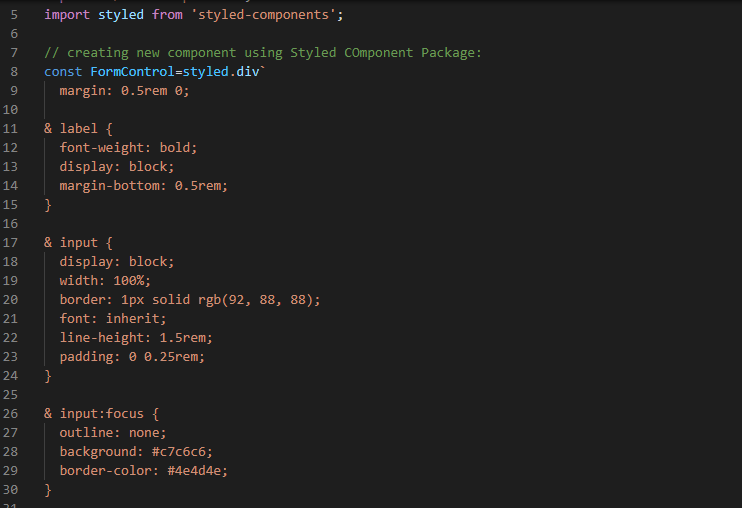 5 import styled from 'styled-components';
6
7 // creating new component using Styled COmponent Package:
8 const FormControl=styled.div`
9 margin: 0.5rem 0;
10
11 & label {
12 font-weight: bold;
13 display: block;
14 margin-bottom: 0.5rem;
15 }
16
17 & input {
18 display: block;
19 width: 100%;
20 border: 1px solid rgb(92, 88, 88);
21 font: inherit;
22 line-height: 1.5rem;
23 padding: 0 0.25rem;
24 }
25
26 & input:focus {
27 outline: none;
28 background: #c7c6c6;
29 border-color: #4e4d4e;
30 }